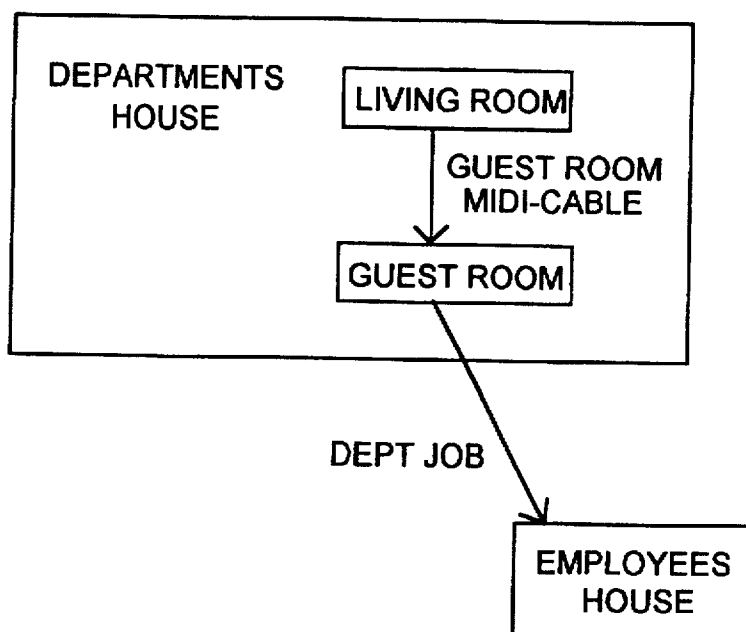 DEPARTMENTS
HOUSE
LIVING ROOM
GUEST ROOM
MIDI-CABLE
GUEST ROOM
DEPT JOB
EMPLOYEES
HOUSE